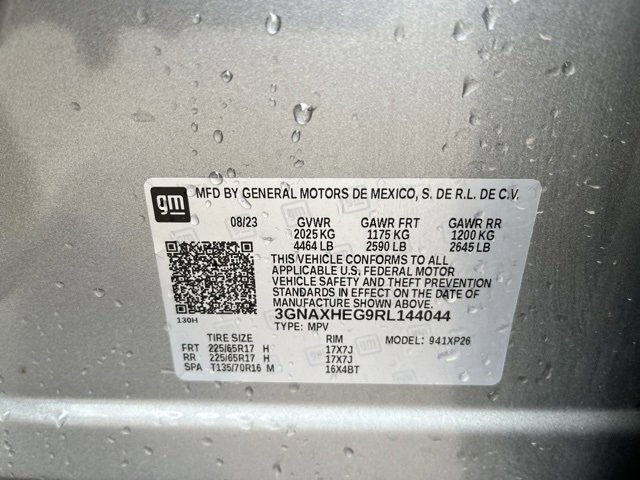 gm
MFD BY GENERAL MOTORS DE MEXICO, S. DE R.L. DE C.V.
08/23 GVWR GAWR FRT GAWR RR
2025 KG 1175 KG 1200 KG
4464 LB 2590 LB 2645 LB
THIS VEHICLE CONFORMS TO ALL
APPLICABLE U.S. FEDERAL MOTOR
VEHICLE SAFETY AND THEFT
PREVENTION STANDARDS IN
EFFECT ON THE DATE OF
MANUFACTURE SHOWN ABOVE.
130H 3GNAXHEG9RL144044
TYPE: MPV
TIRE SIZE RIM MODEL: 941XP26
FRT 225/65R17 H 17X7J
RR 225/65R17 H 17X7J
SPA T135/70R16 M 16X4BT